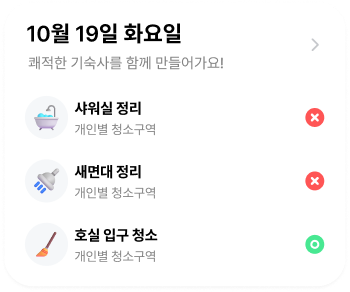 10월 19일 화요일
쾌적한 기숙사를 함께 만들어가요!
샤워실 정리
개인별 청소구역
새면대 정리
개인별 청소구역
호실 입구 청소
개인별 청소구역